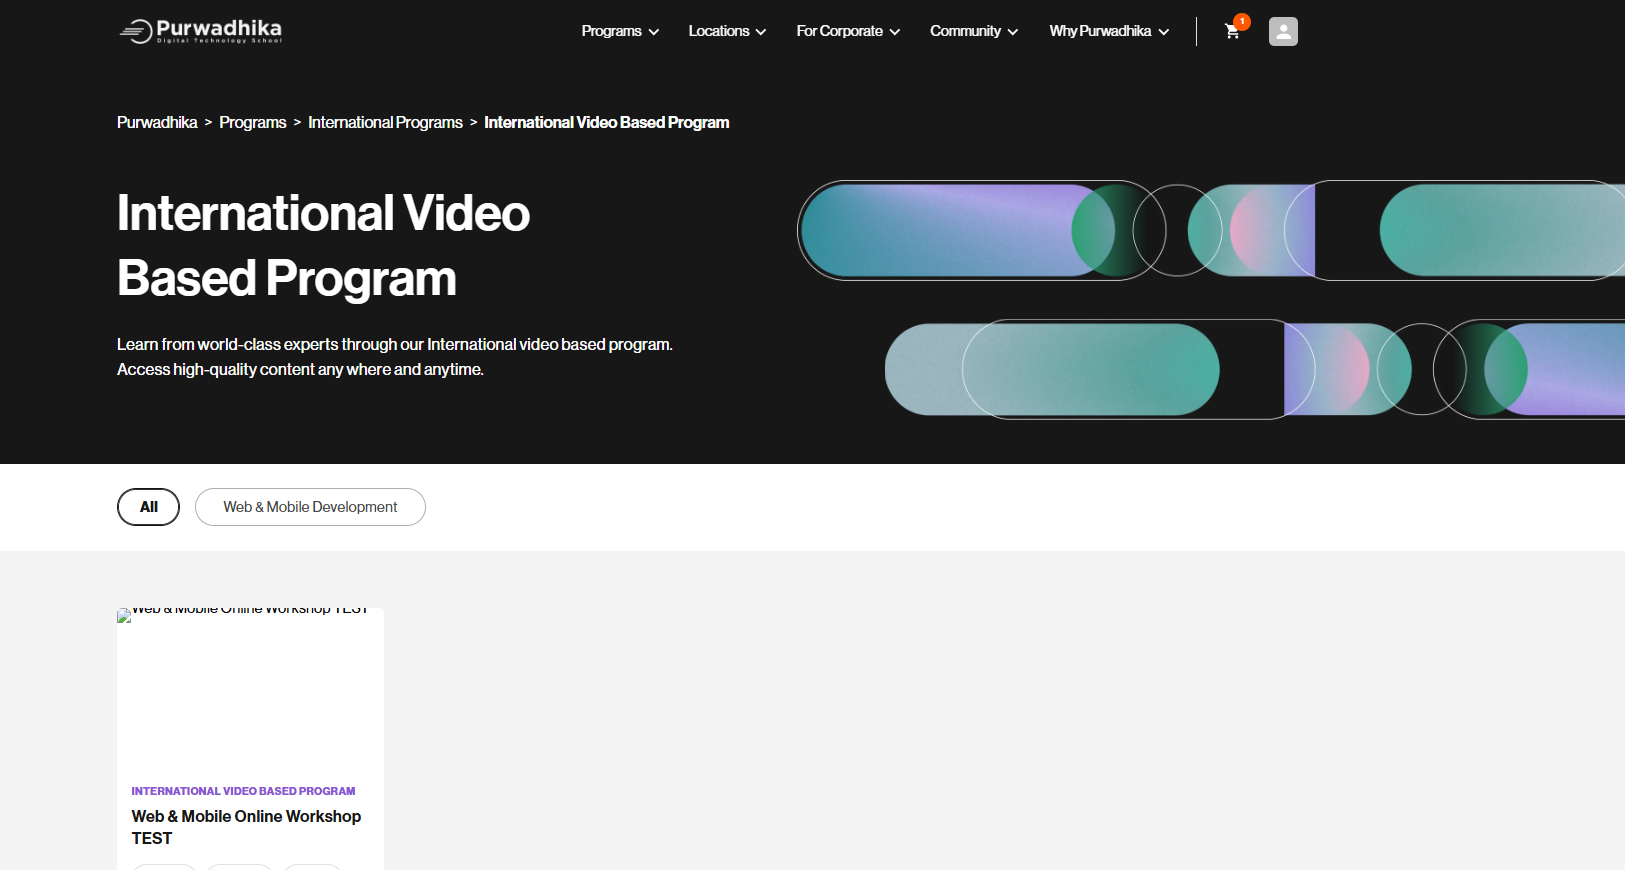 Purwadhika
Digital Technology School
Programs
Locations
For Corporate
Community
Why Purwadhika
1
Purwadhika > Programs > International Programs > International Video Based Program
International Video
Based Program
Learn from world-class experts through our International video based program.
Access high-quality content any where and anytime.
All
Web & Mobile Development
Web & Mobile Online Workshop TEST
INTERNATIONAL VIDEO BASED PROGRAM
Web & Mobile Online Workshop
TEST